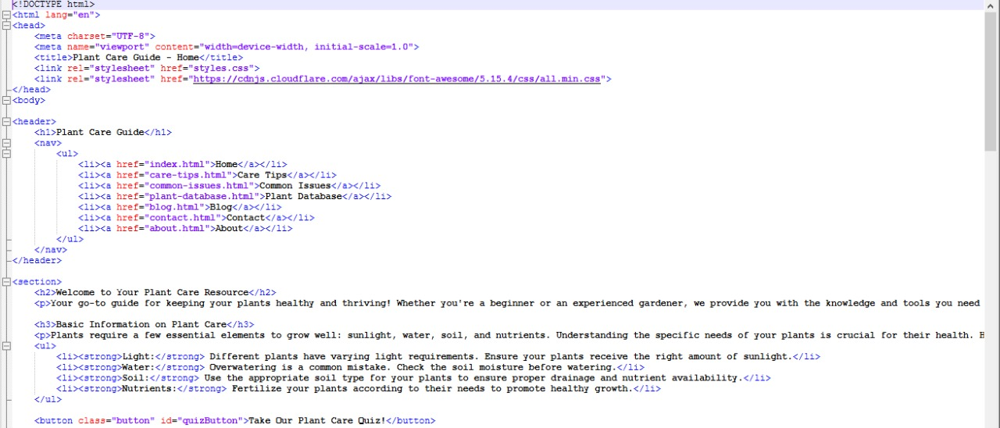 <!DOCTYPE html>
<html lang="en">
<head>
    <meta charset="UTF-8">
    <meta name="viewport" content="width=device-width, initial-scale=1.0">
    <title>Plant Care Guide - Home</title>
    <link rel="stylesheet" href="styles.css">
    <link rel="stylesheet" href="https://cdnjs.cloudflare.com/ajax/libs/font-awesome/5.15.4/css/all.min.css">
</head>
<body>

<header>
    <h1>Plant Care Guide</h1>
    <nav>
        <ul>
            <li><a href="index.html">Home</a></li>
            <li><a href="care-tips.html">Care Tips</a></li>
            <li><a href="common-issues.html">Common Issues</a></li>
            <li><a href="plant-database.html">Plant Database</a></li>
            <li><a href="blog.html">Blog</a></li>
            <li><a href="contact.html">Contact</a></li>
            <li><a href="about.html">About</a></li>
        </ul>
    </nav>
</header>

<section>
    <h2>Welcome to Your Plant Care Resource</h2>
    <p>Your go-to guide for keeping your plants healthy and thriving! Whether you're a beginner or an experienced gardener, we provide you with the knowledge and tools you need

    <h3>Basic Information on Plant Care</h3>
    <p>Plants require a few essential elements to grow well: sunlight, water, soil, and nutrients. Understanding the specific needs of your plants is crucial for their health.
    <ul>
        <li><strong>Light:</strong> Different plants have varying light requirements. Ensure your plants receive the right amount of sunlight.</li>
        <li><strong>Water:</strong> Overwatering is a common mistake. Check the soil moisture before watering.</li>
        <li><strong>Soil:</strong> Use the appropriate soil type for your plants to ensure proper drainage and nutrient availability.</li>
        <li><strong>Nutrients:</strong> Fertilize your plants according to their needs to promote healthy growth.</li>
    </ul>

    <button class="button" id="quizButton">Take Our Plant Care Quiz!</button>